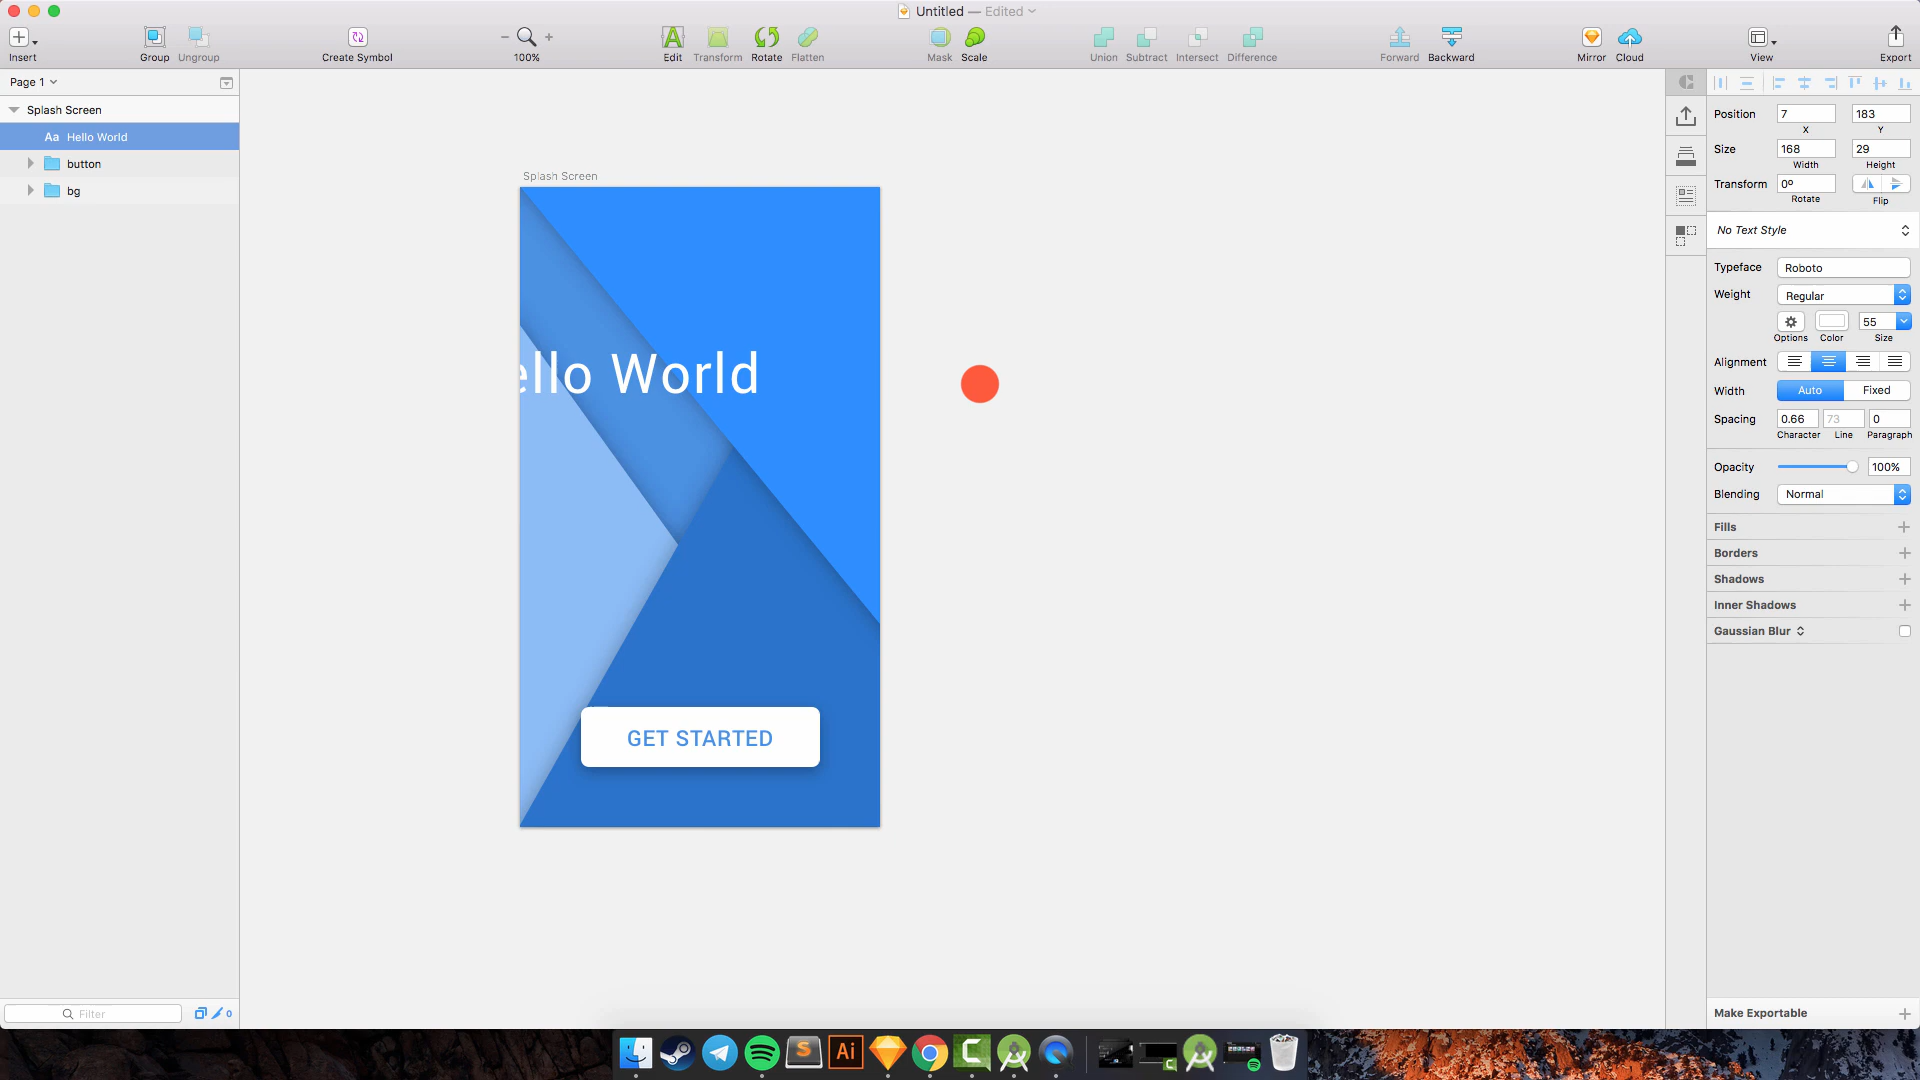 Untitled — Edited
Insert
Group
Ungroup
Create Symbol
100%
Edit
Transform
Rotate
Flatten
Mask
Scale
Union
Subtract
Intersect
Difference
Forward
Backward
Mirror
Cloud
View
Export
Page 1
Splash Screen
Aa Hello World
button
bg
Filter
0
Splash Screen
ello World
GET STARTED
Position 7 183
X Y
Size 168 29
Width Height
Transform 0º
Rotate Flip
No Text Style
Typeface Roboto
Weight Regular
55
Options Color Size
Alignment
Width Auto Fixed
Spacing 0.66 73 0
Character Line Paragraph
Opacity 100%
Blending Normal
Fills
Borders
Shadows
Inner Shadows
Gaussian Blur
Make Exportable
S
Ai
C